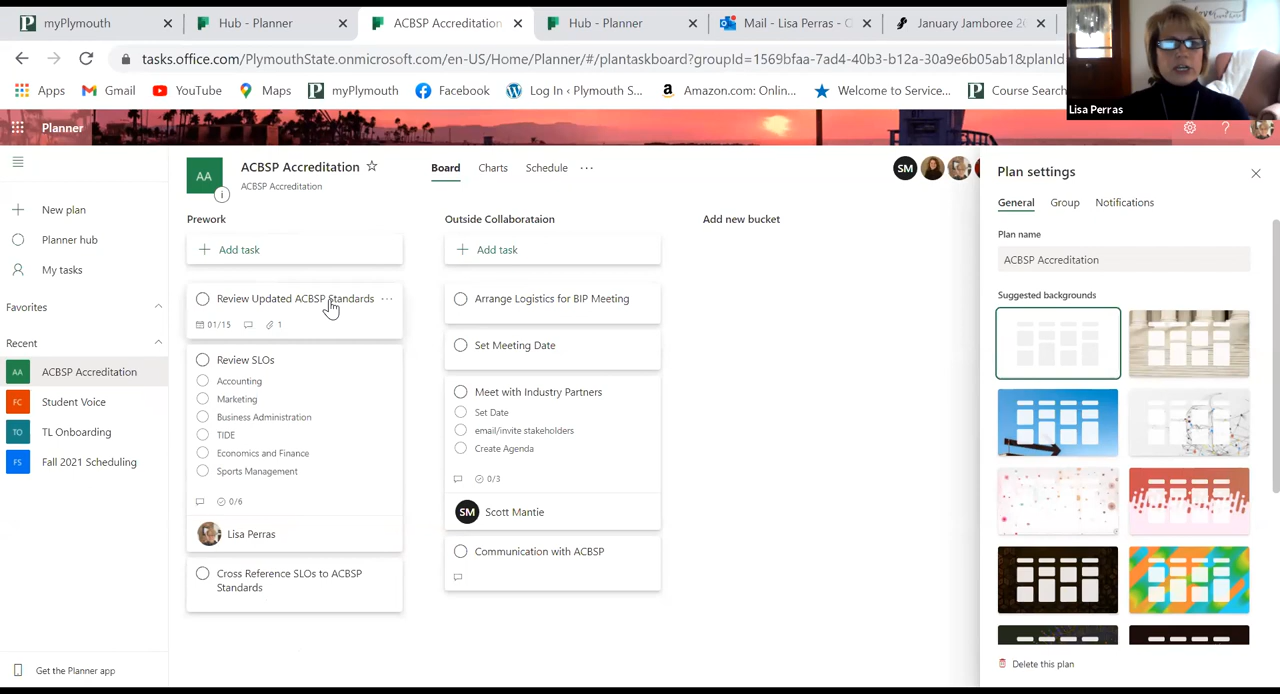 myPlymouth
Hub - Planner
ACBSP Accreditation
Hub - Planner
Mail - Lisa Perras - O
January Jamboree 20
tasks.office.com/PlymouthState.onmicrosoft.com/en-US/Home/Planner/#/plantaskboard?groupId=1569bfaa-7ad4-40b3-b12a-30a9e6b05ab1&planId
Apps
Gmail
YouTube
Maps
myPlymouth
Facebook
Log In ‹ Plymouth S...
Amazon.com: Onlin...
Welcome to Service...
Course Search
Lisa Perras
Planner
New plan
Planner hub
My tasks
Favorites
Recent
AA ACBSP Accreditation
FC Student Voice
TO TL Onboarding
FS Fall 2021 Scheduling
Get the Planner app
AA
ACBSP Accreditation
ACBSP Accreditation
Board
Charts
Schedule
SM
Prework
Add task
Review Updated ACBSP Standards
01/15
1
Review SLOs
Accounting
Marketing
Business Administration
TIDE
Economics and Finance
Sports Management
0/6
Lisa Perras
Cross Reference SLOs to ACBSP
Standards
Outside Collaborataion
Add task
Arrange Logistics for BIP Meeting
Set Meeting Date
Meet with Industry Partners
Set Date
email/invite stakeholders
Create Agenda
0/3
SM Scott Mantie
Communication with ACBSP
Add new bucket
Plan settings
General
Group
Notifications
Plan name
ACBSP Accreditation
Suggested backgrounds
Delete this plan